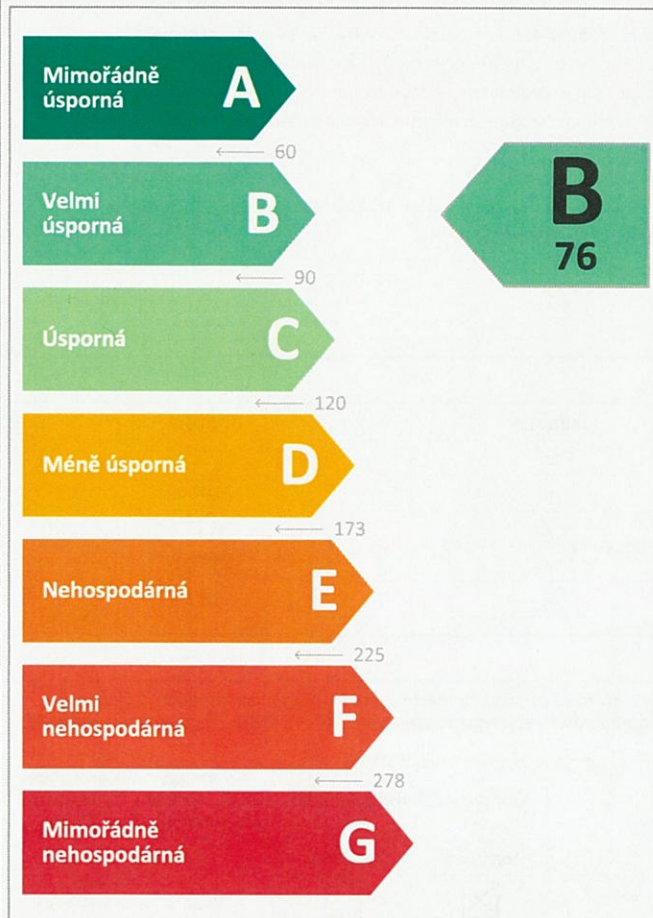 Mimořádně
úsporná
A
← 60
Velmi
úsporná
B
B
76
← 90
Úsporná
C
← 120
Méně úsporná
D
← 173
Nehospodárná
E
← 225
Velmi
nehospodárná
F
← 278
Mimořádně
nehospodárná
G